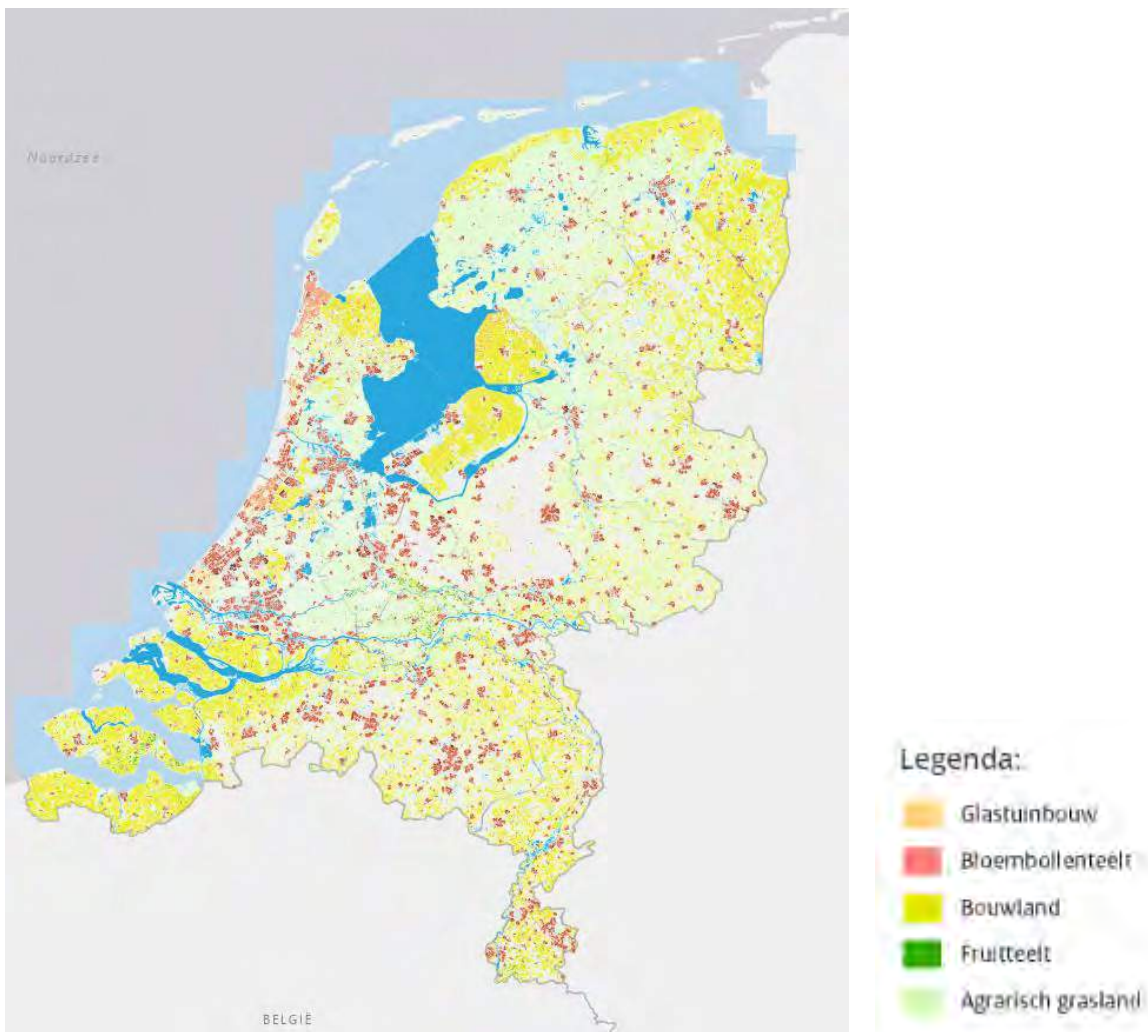 Noordzee
BELGIË
Legenda:
Glastuinbouw
Bloembollenteelt
Bouwland
Fruitteelt
Agrarisch grasland